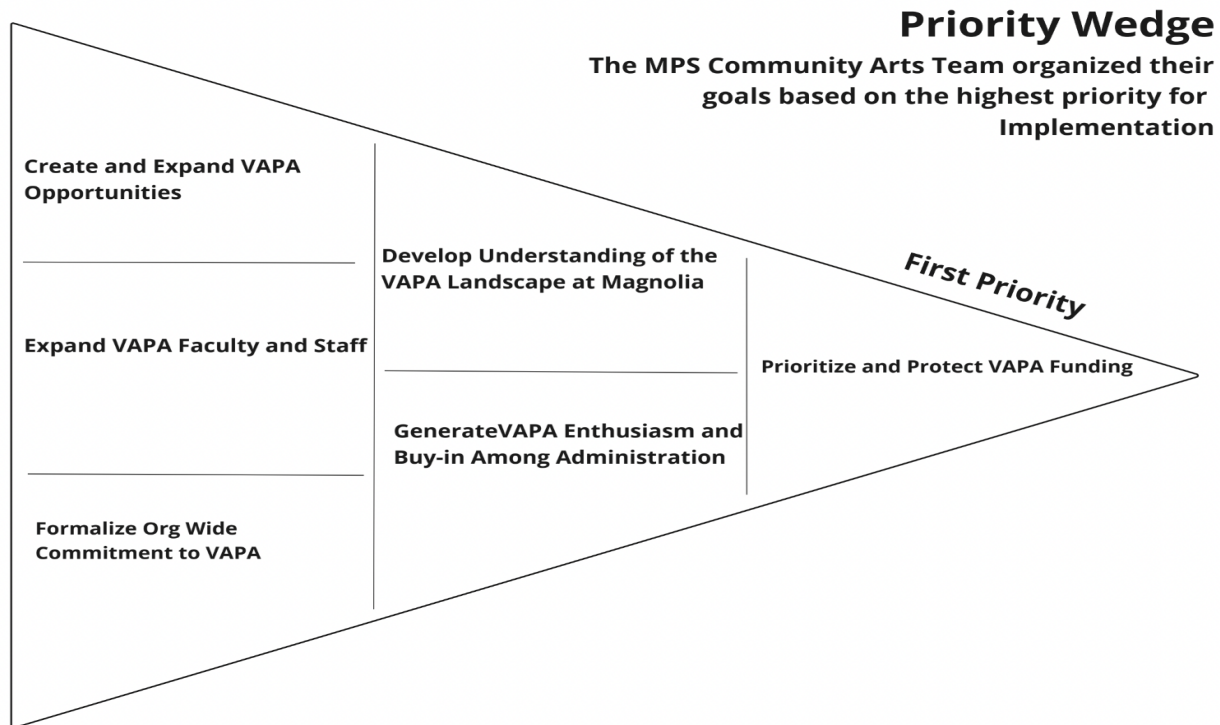 Priority Wedge
The MPS Community Arts Team organized their
goals based on the highest priority for
Implementation
Create and Expand VAPA
Opportunities
Expand VAPA Faculty and Staff
Formalize Org Wide
Commitment to VAPA
Develop Understanding of the
VAPA Landscape at Magnolia
GenerateVAPA Enthusiasm and
Buy-in Among Administration
First Priority
Prioritize and Protect VAPA Funding